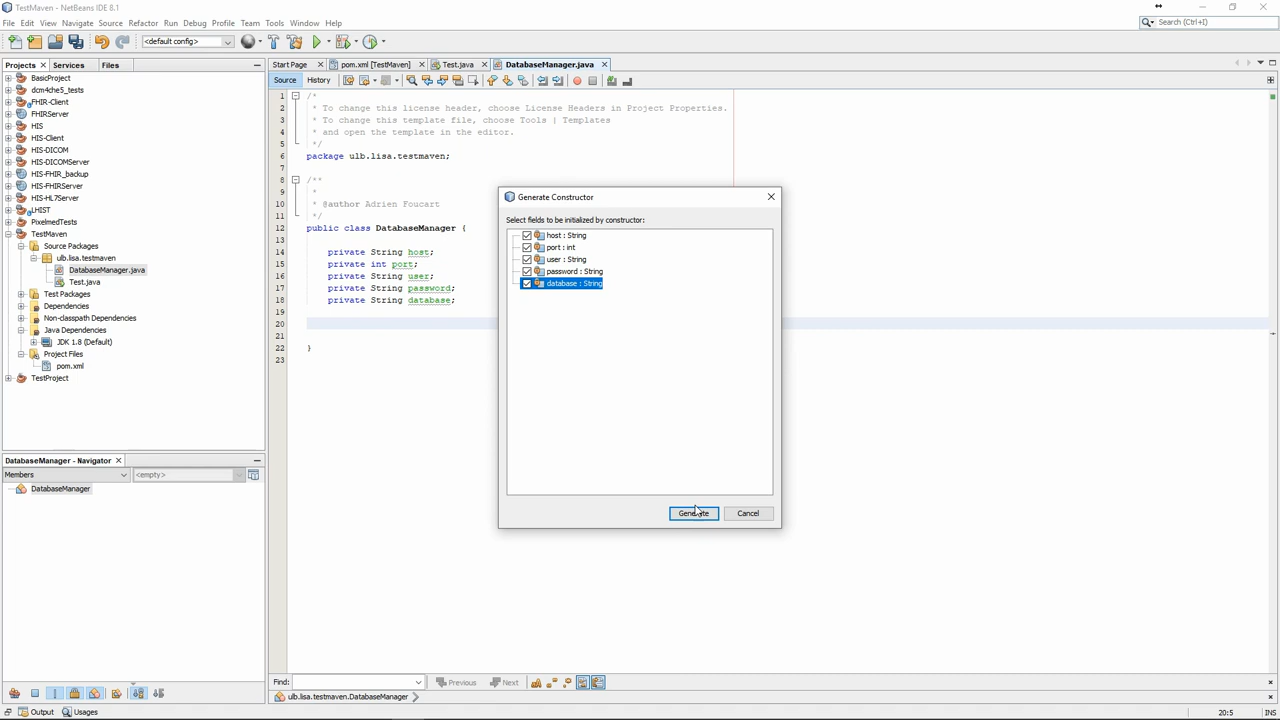 TestMaven - NetBeans IDE 8.1
File Edit View Navigate Source Refactor Run Debug Profile Team Tools Window Help
Search (Ctrl+I)
<default config>
Projects Services Files
Start Page pom.xml [TestMaven] Test.java DatabaseManager.java
Source History
BasicProject
dcm4che5_tests
FHIR-Client
FHIRServer
HIS
HIS-Client
HIS-DICOM
HIS-DICOMServer
HIS-FHIR_backup
HIS-FHIRServer
HIS-HL7Server
LHIST
PixelmedTests
TestMaven
Source Packages
ulb.lisa.testmaven
DatabaseManager.java
Test.java
Test Packages
Dependencies
Non-classpath Dependencies
Java Dependencies
JDK 1.8 (Default)
Project Files
pom.xml
TestProject
1 /*
2 * To change this license header, choose License Headers in Project Properties.
3 * To change this template file, choose Tools | Templates
4 * and open the template in the editor.
5 */
6 package ulb.lisa.testmaven;
7
8 /**
9 *
10 * @author Adrien Foucart
11 */
12 public class DatabaseManager {
13
14 private String host;
15 private int port;
16 private String user;
17 private String password;
18 private String database;
19
20
21
22 }
23
Generate Constructor
Select fields to be initialized by constructor:
host : String
port : int
user : String
password : String
database : String
Generate Cancel
DatabaseManager - Navigator
Members <empty>
DatabaseManager
Find: Previous Next
ulb.lisa.testmaven.DatabaseManager
Output Usages
20:5 INS